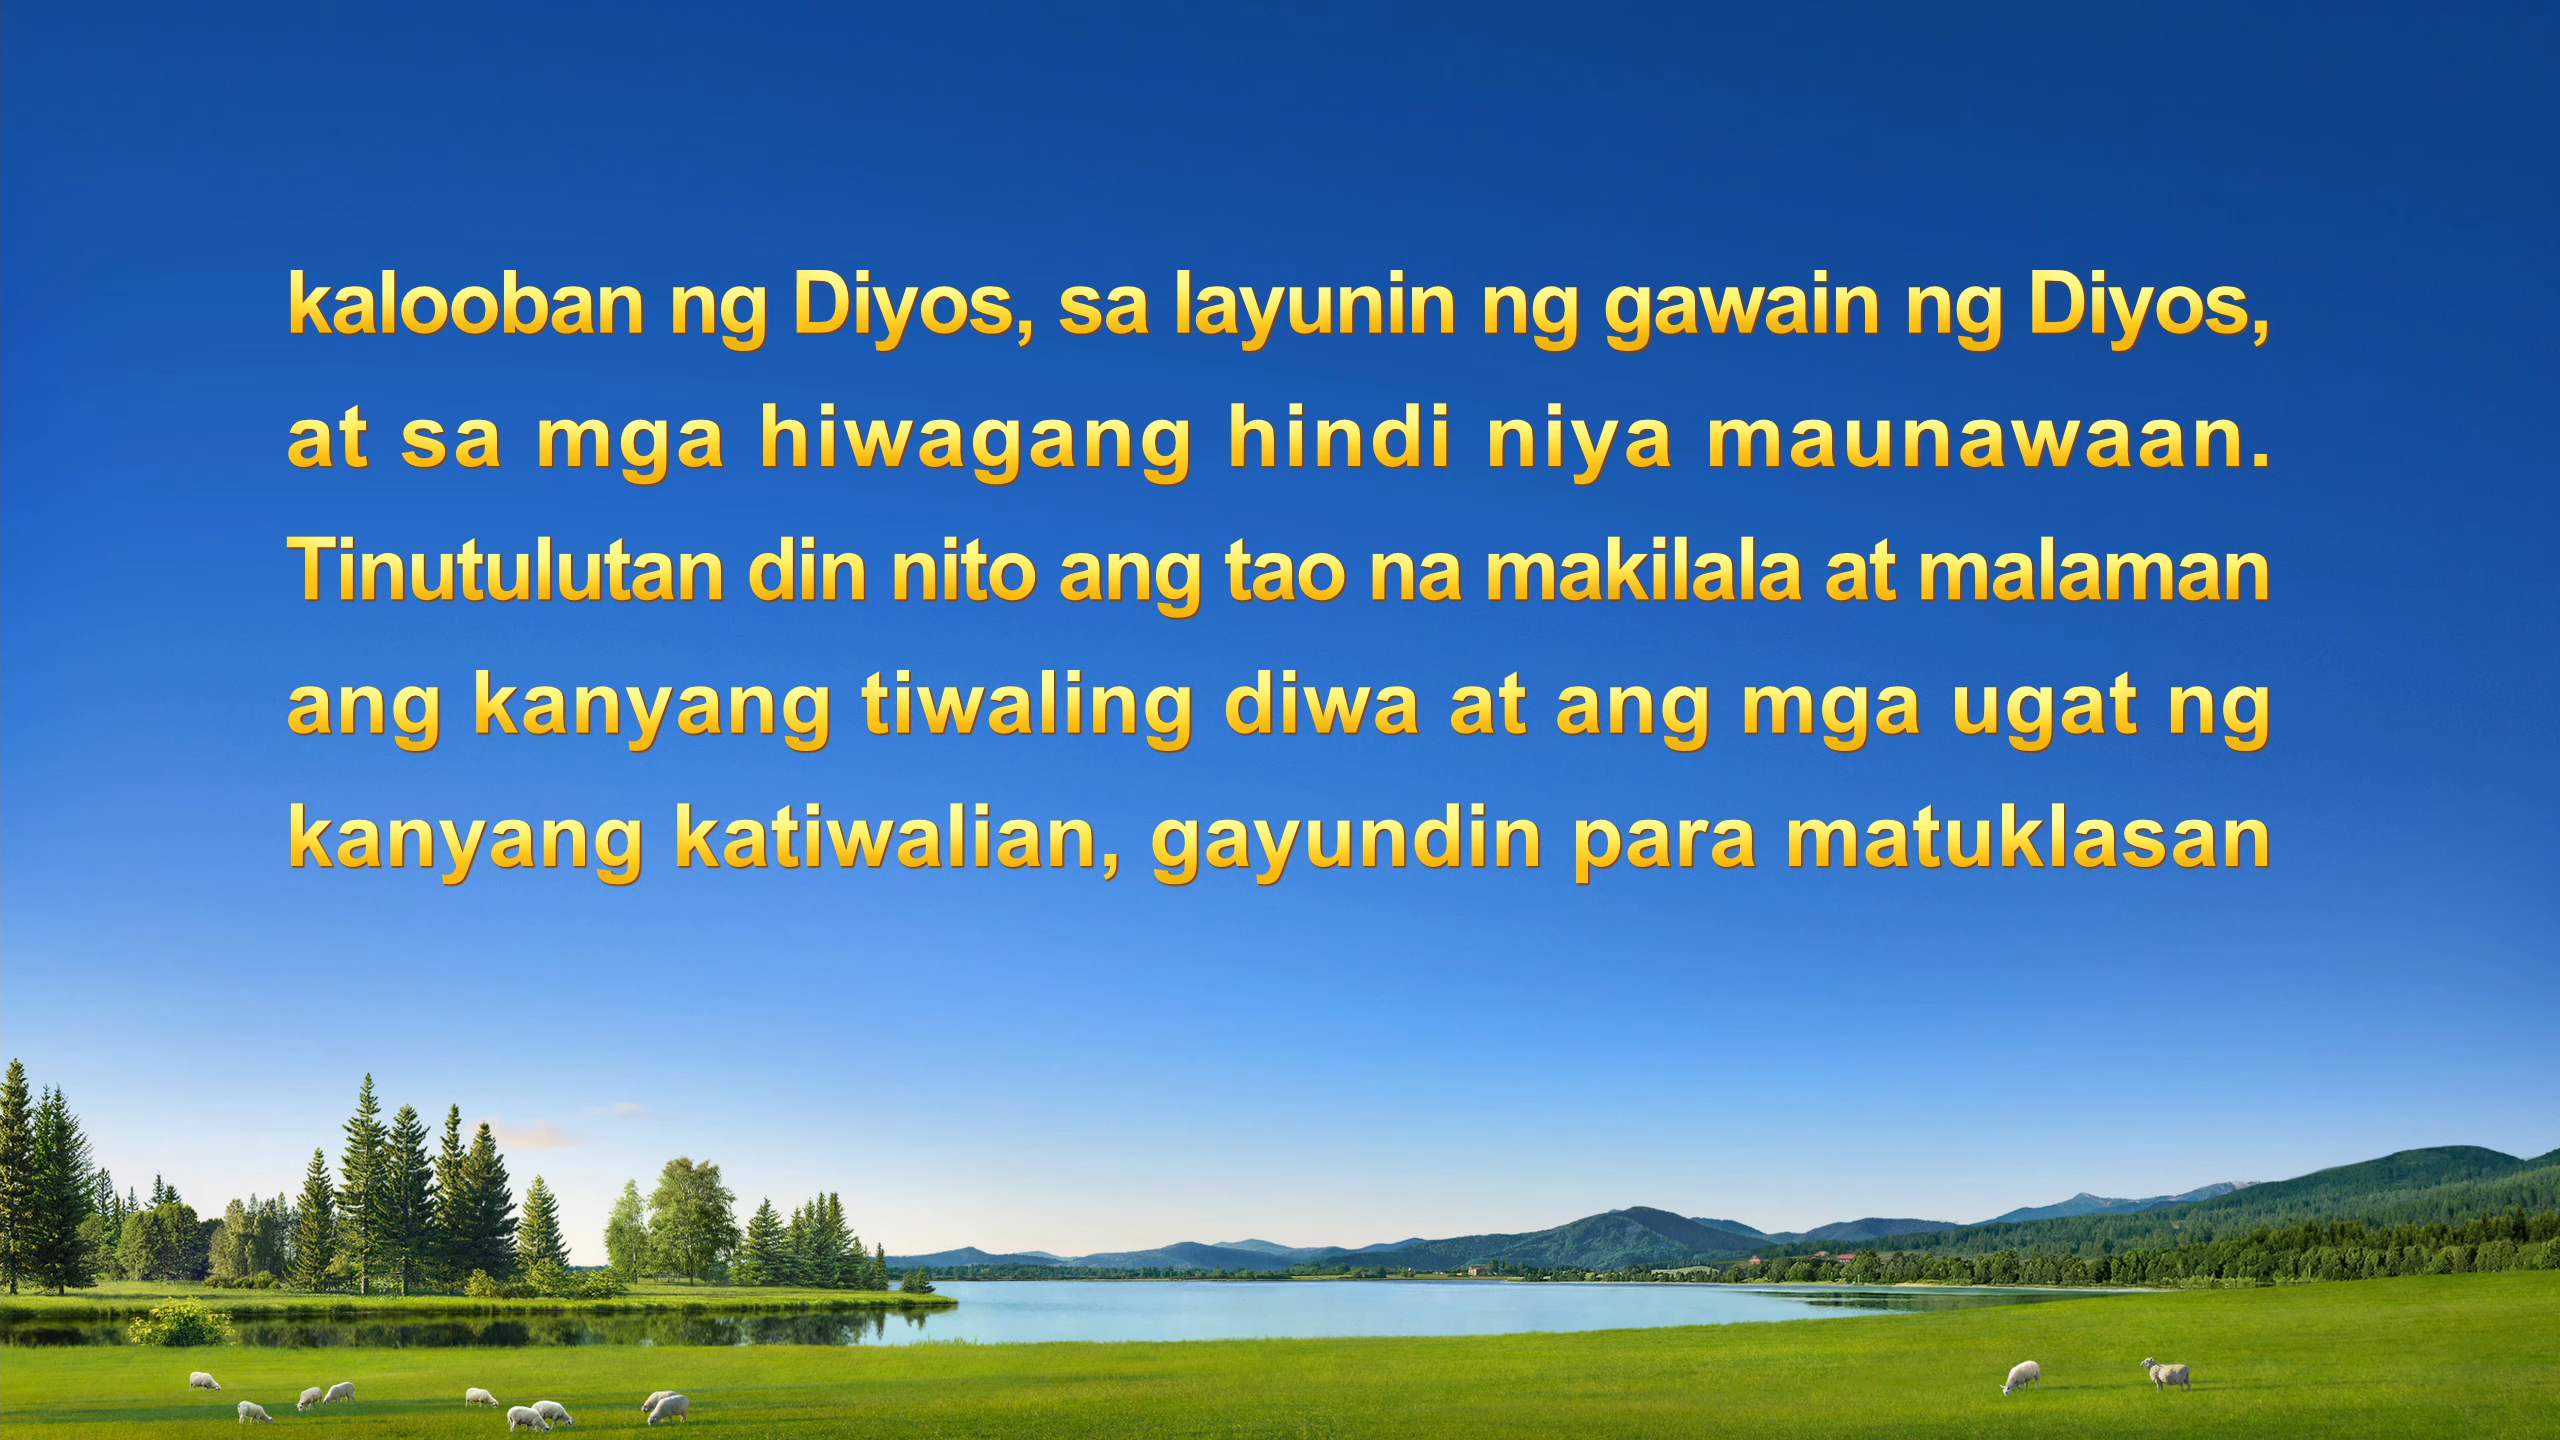 kalooban ng Diyos, sa layunin ng gawain ng Diyos,
at sa mga hiwagang hindi niya maunawaan.
Tinutulutan din nito ang tao na makilala at malaman
ang kanyang tiwaling diwa at ang mga ugat ng
kanyang katiwalian, gayundin para matuklasan